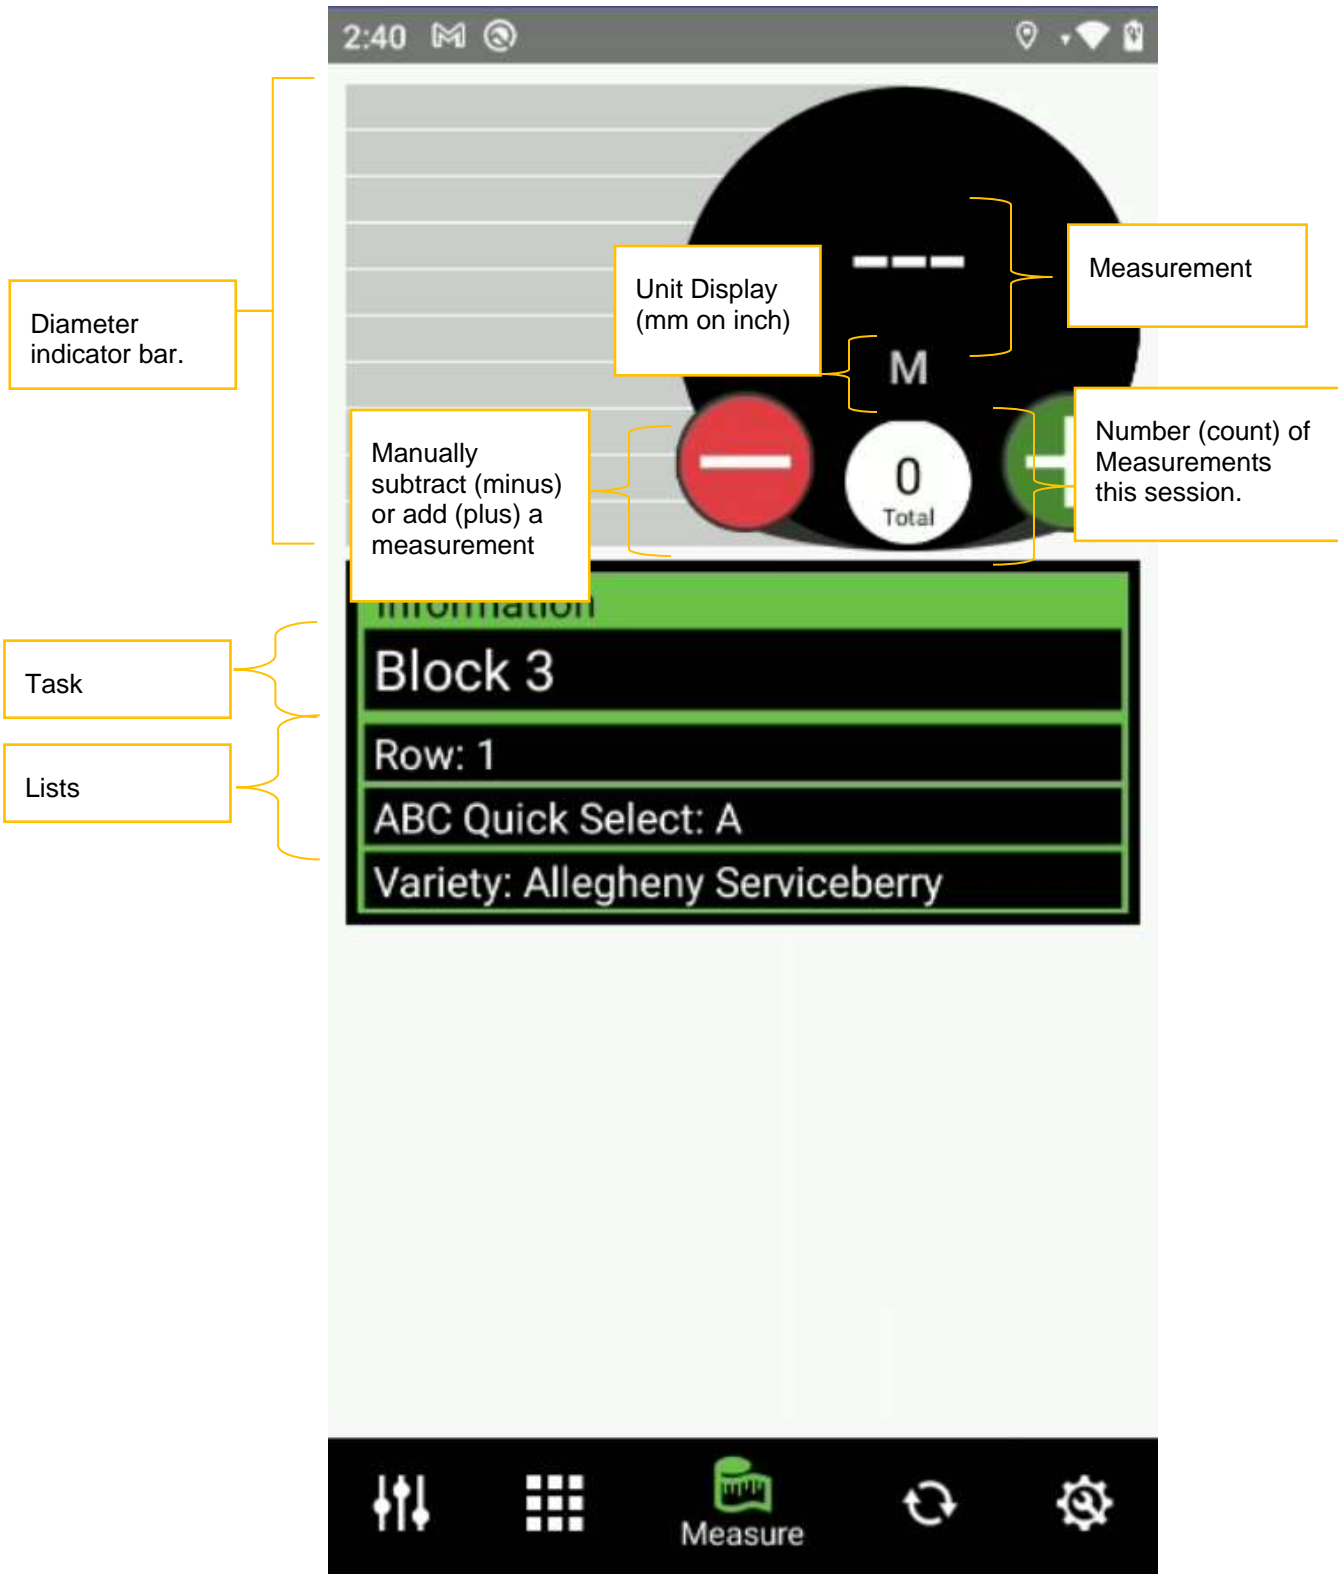 2:40
Diameter
indicator bar.
Unit Display
(mm on inch)
---
Measurement
M
Manually
subtract (minus)
or add (plus) a
measurement
0
Total
Number (count) of
Measurements
this session.
Information
Task
Block 3
Lists
Row: 1
ABC Quick Select: A
Variety: Allegheny Serviceberry
Measure